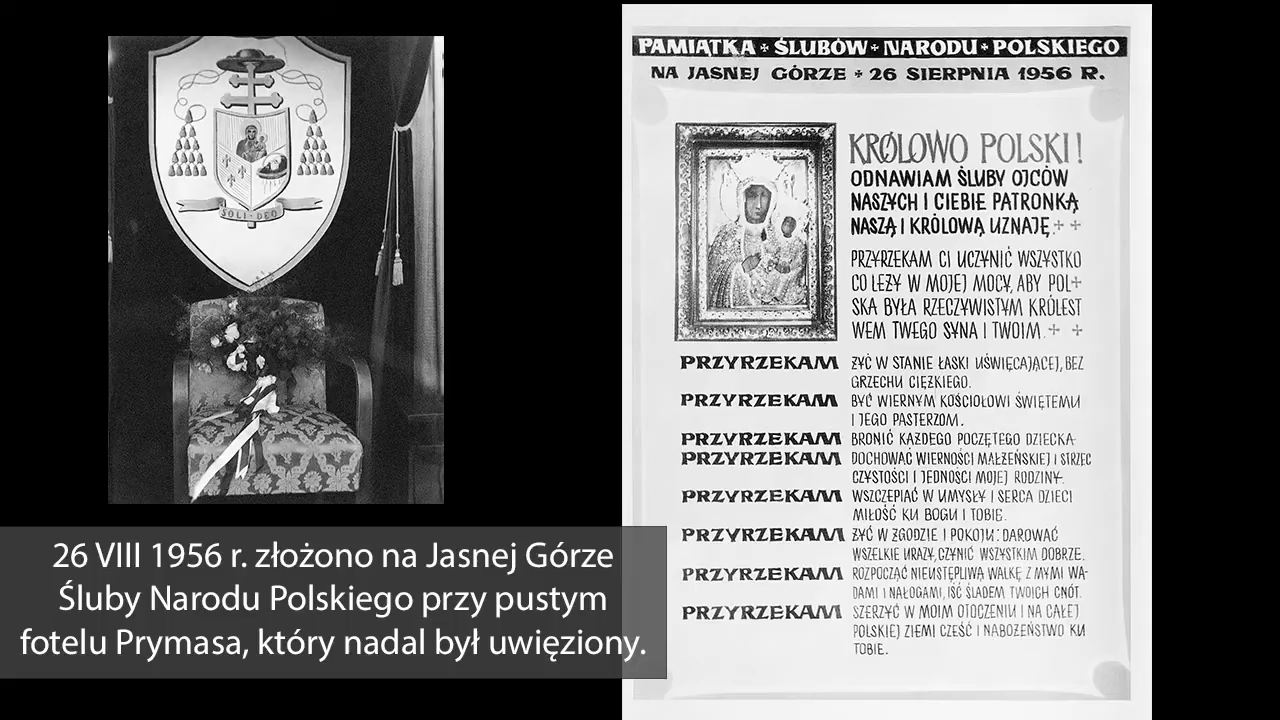 SOLI DEO
26 VIII 1956 r. złożono na Jasnej Górze
Śluby Narodu Polskiego przy pustym
fotelu Prymasa, który nadal był uwięziony.
PAMIĄTKA + ŚLUBÓW + NARODU + POLSKIEGO
NA JASNEJ GÓRZE + 26 SIERPNIA 1956 R.
KRÓLOWO POLSKI!
ODNAWIAM ŚLUBY OJCÓW
NASZYCH I CIEBIE PATRONKĄ
NASZĄ I KRÓLOWĄ UZNAJĘ + +
PRZYRZEKAM CI UCZYNIĆ WSZYSTKO
CO LEŻY W MOJEJ MOCY, ABY POL+
SKA BYŁA RZECZYWISTYM KRÓLEST
WEM TWEGO SYNA I TWOIM. + +
PRZYRZEKAM ŻYĆ W STANIE ŁASKI UŚWIĘCAJĄCEJ, BEZ
GRZECHU CIĘŻKIEGO.
PRZYRZEKAM BYĆ WIERNYM KOŚCIOŁOWI ŚWIĘTEMU
I JEGO PASTERZOM.
PRZYRZEKAM BRONIĆ KAŻDEGO POCZĘTEGO DZIECKA
PRZYRZEKAM DOCHOWAĆ WIERNOŚCI MAŁŻEŃSKIEJ I STRZEC
CZYSTOŚCI I JEDNOŚCI MOJEJ RODZINY.
PRZYRZEKAM WSZCZEPIAĆ W UMYSŁY I SERCA DZIECI
MIŁOŚĆ KU BOGU I TOBIE.
PRZYRZEKAM ŻYĆ W ZGODZIE I POKOJU: DAROWAĆ
WSZELKIE URAZY, CZYNIĆ WSZYSTKIM DOBRZE.
PRZYRZEKAM ROZPOCZĄĆ NIEUSTĘPLIWĄ WALKĘ Z MYMI WA-
DAMI I NAŁOGAMI, IŚĆ ŚLADEM TWOICH CNÓT.
PRZYRZEKAM SZERZYĆ W MOIM OTOCZENIU I NA CAŁEJ
POLSKIEJ ZIEMI CZEŚĆ I NABOŻEŃSTWO KU
TOBIE.